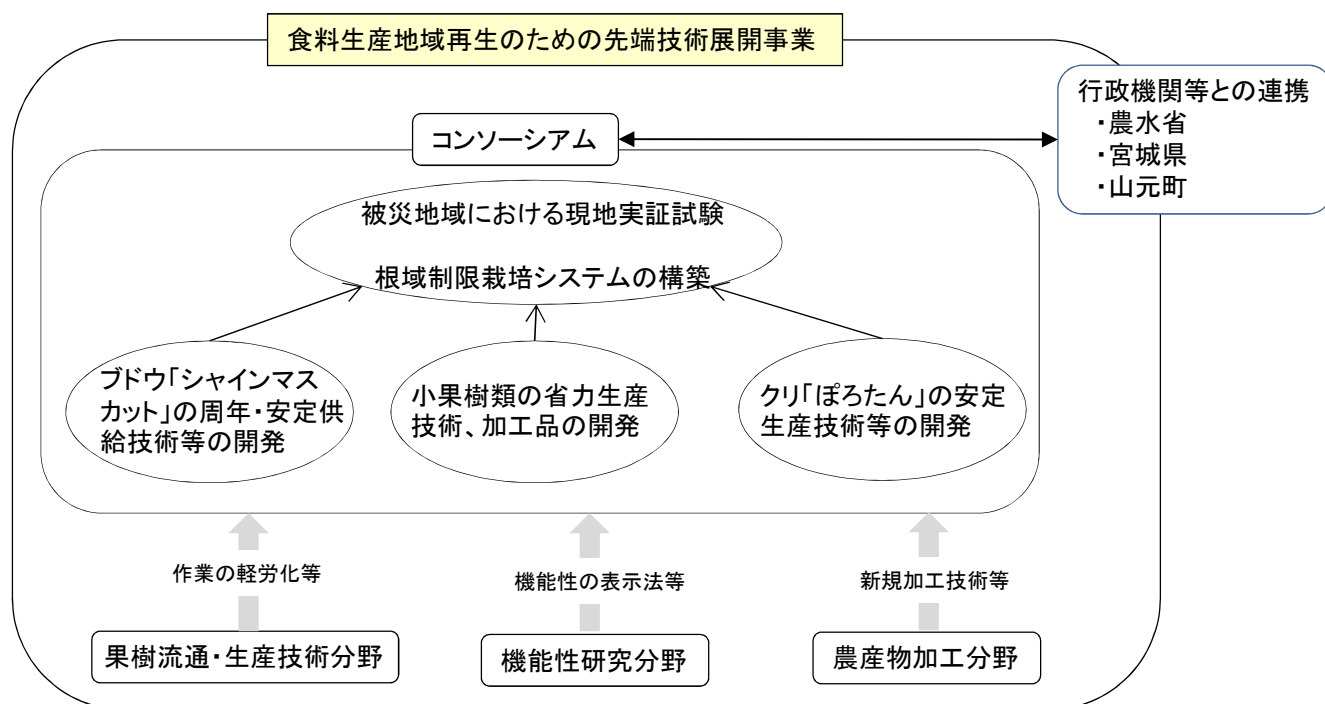 食料生産地域再生のための先端技術展開事業
行政機関等との連携
・農水省
・宮城県
・山元町
コンソーシアム
被災地域における現地実証試験
根域制限栽培システムの構築
ブドウ「シャインマス
カット」の周年・安定供
給技術等の開発
小果樹類の省力生産
技術、加工品の開発
クリ「ぽろたん」の安定
生産技術等の開発
作業の軽労化等
機能性の表示法等
新規加工技術等
果樹流通・生産技術分野
機能性研究分野
農産物加工分野